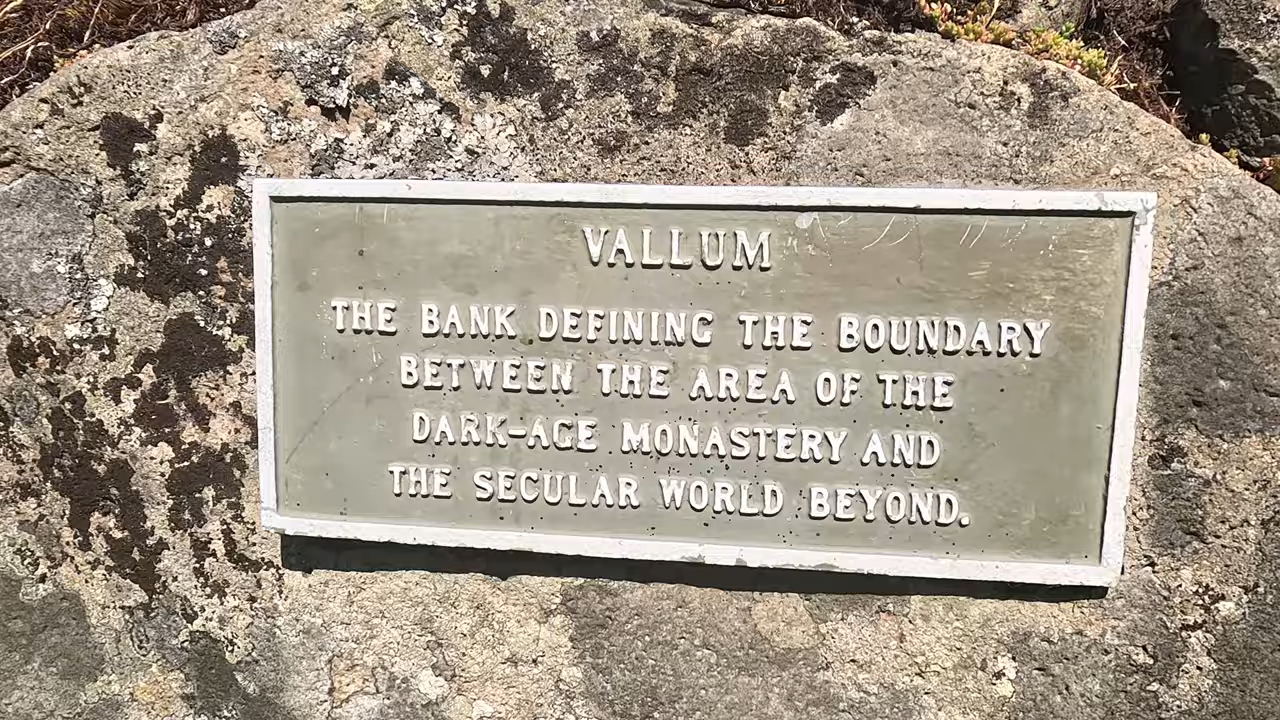 VALLUM
THE BANK DEFINING THE BOUNDARY
BETWEEN THE AREA OF THE
DARK-AGE MONASTERY AND
THE SECULAR WORLD BEYOND.